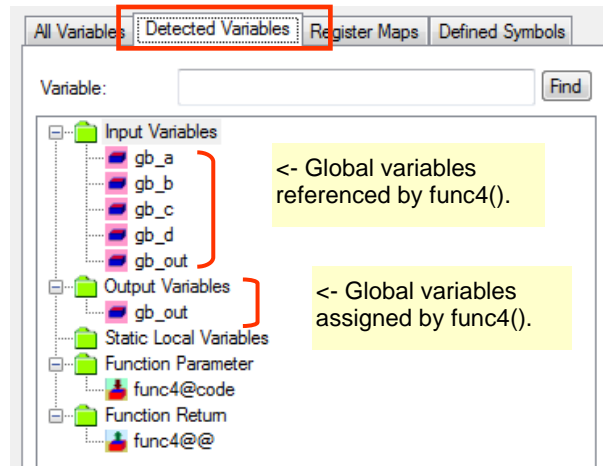 All Variables Detected Variables Register Maps Defined Symbols
Variable: Find
Input Variables
gb_a
gb_b
gb_c
gb_d
gb_out
<- Global variables
referenced by func4().
Output Variables
gb_out
<- Global variables
assigned by func4().
Static Local Variables
Function Parameter
func4@code
Function Return
func4@@